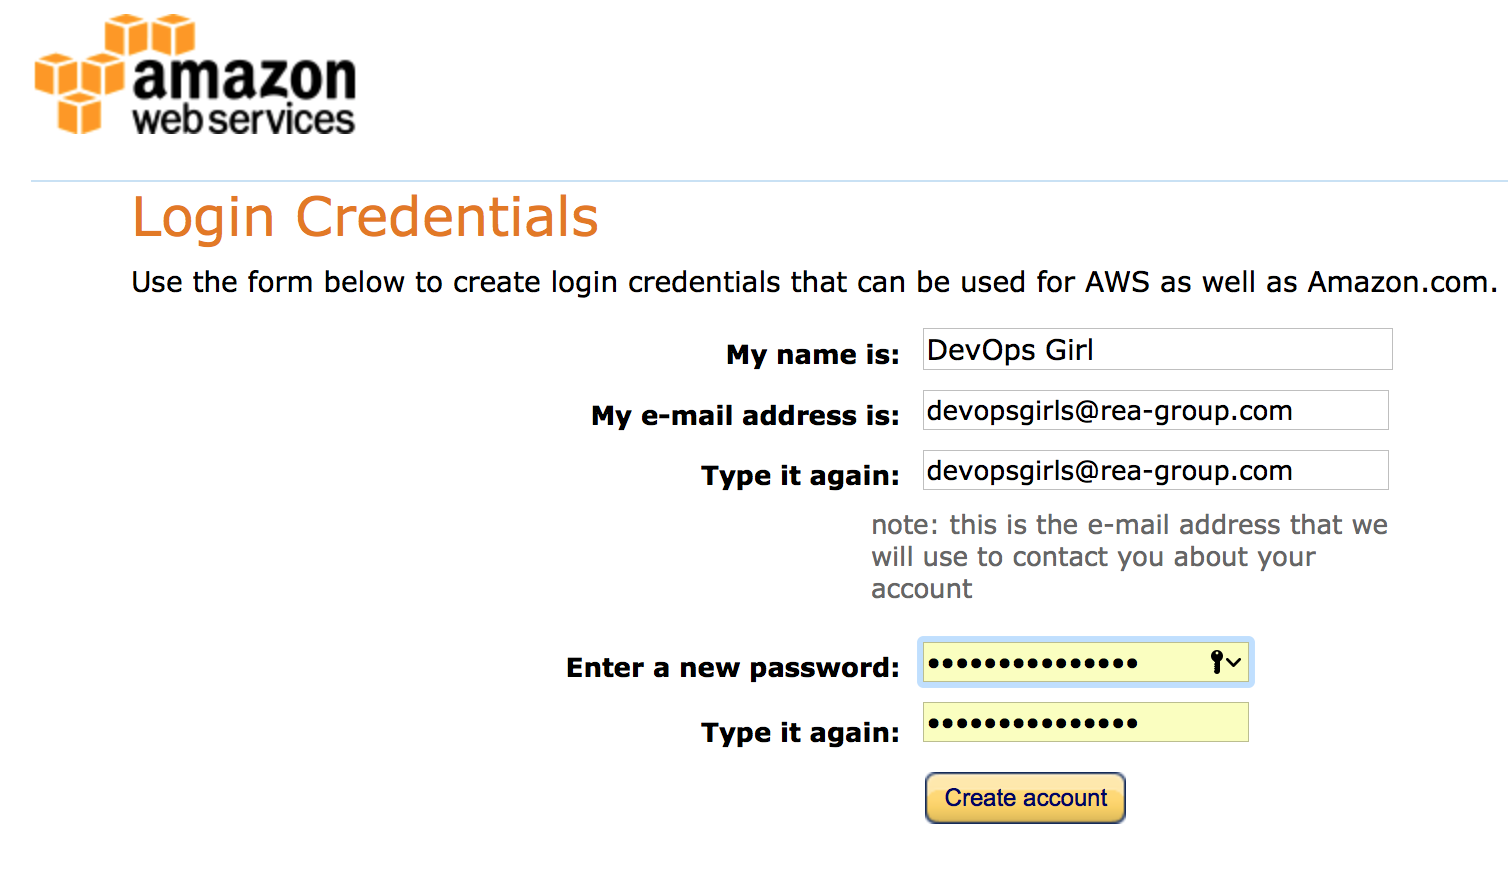 amazon
web services
Login Credentials
Use the form below to create login credentials that can be used for AWS as well as Amazon.com.
My name is: DevOps Girl
My e-mail address is: devopsgirls@rea-group.com
Type it again: devopsgirls@rea-group.com
note: this is the e-mail address that we
will use to contact you about your
account
Enter a new password: •••••••••••••••
Type it again: •••••••••••••••
Create account